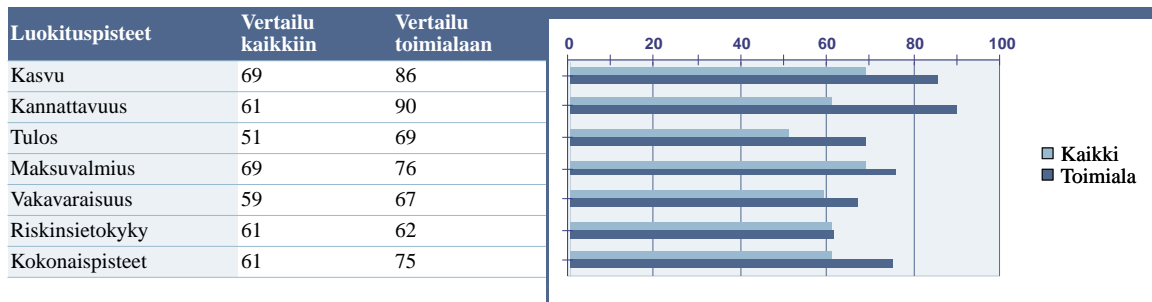 Luokituspisteet Vertailu kaikkiin Vertailu toimialaan
Kasvu 69 86
Kannattavuus 61 90
Tulos 51 69
Maksuvalmius 69 76
Vakavaraisuus 59 67
Riskinsietokyky 61 62
Kokonaispisteet 61 75
0 20 40 60 80 100
Kaikki
Toimiala